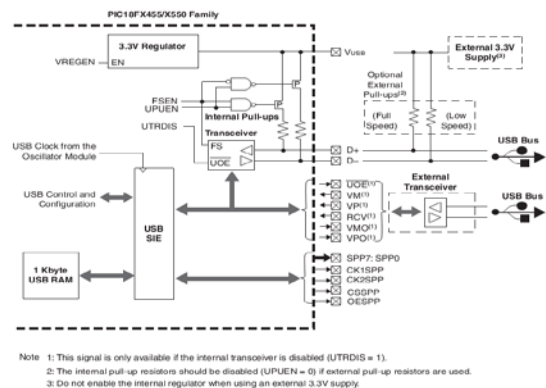 PIC18FX455/X550 Family
3.3V Regulator
VREGEN
EN
VUSB
External 3.3V
Supply(3)
FSEN
UPUEN
P
P
Internal Pull-ups
Optional
External
Pull-ups(2)
(Full
Speed)
(Low
Speed)
UTRDIS
Transceiver
FS
UOE
D+
D–
USB Bus
USB Clock from the
Oscillator Module
USB Control and
Configuration
USB
SIE
UOE(1)
VM(1)
VP(1)
RCV(1)
VMO(1)
VPO(1)
External
Transceiver
USB Bus
1 Kbyte
USB RAM
SPP7: SPP0
CK1SPP
CK2SPP
CSSPP
OESPP
Note 1: This signal is only available if the internal transceiver is disabled (UTRDIS = 1).
2: The internal pull-up resistors should be disabled (UPUEN = 0) if external pull-up resistors are used.
3: Do not enable the internal regulator when using an external 3.3V supply.